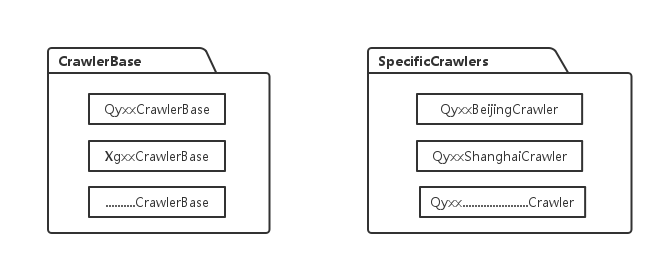 CrawlerBase
QyxxCrawlerBase
XgxxCrawlerBase
..........CrawlerBase
SpecificCrawlers
QyxxBeijingCrawler
QyxxShanghaiCrawler
Qyxx......................Crawler